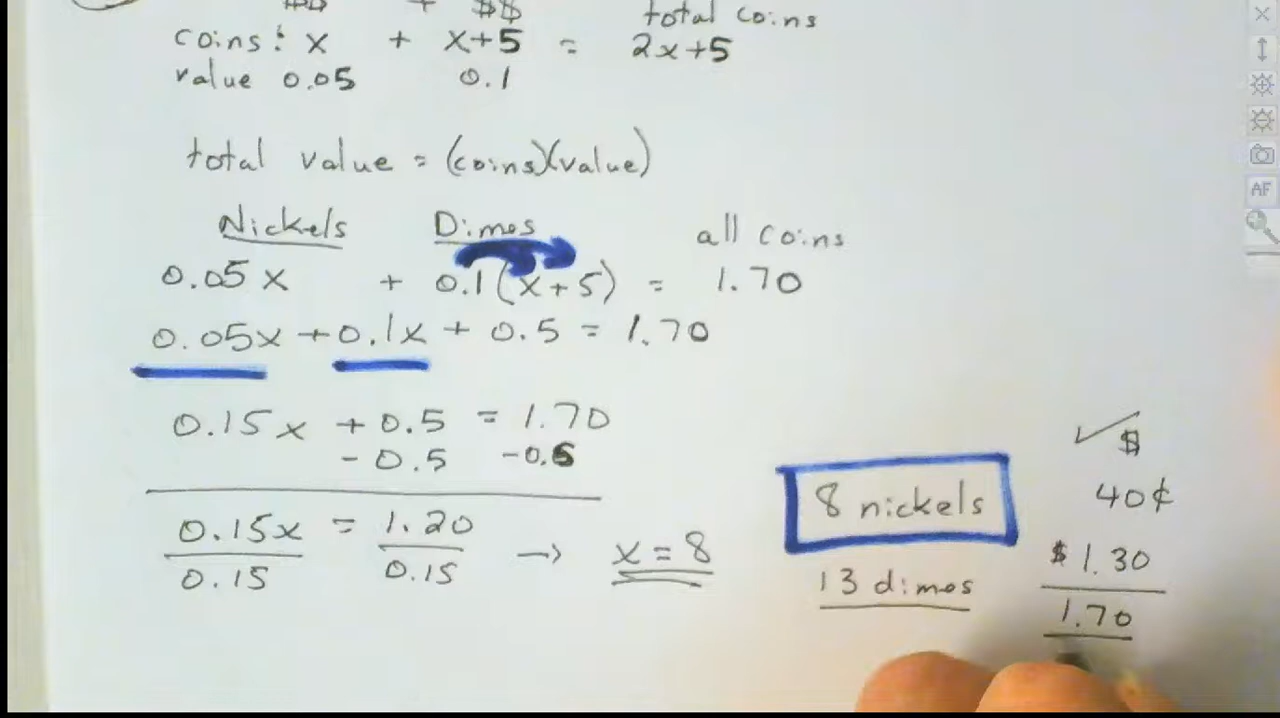 $$ + $$ total coins
coins: x + x+5 = 2x+5
value 0.05 0.1
total value = (coins)(value)
Nickels Dimes all coins
0.05x + 0.1(x+5) = 1.70
0.05x + 0.1x + 0.5 = 1.70
0.15x + 0.5 = 1.70
-0.5 -0.5
0.15x = 1.20 → x = 8
0.15 0.15
8 nickels
13 dimes
✓ $
40¢
$1.30
1.70
AF